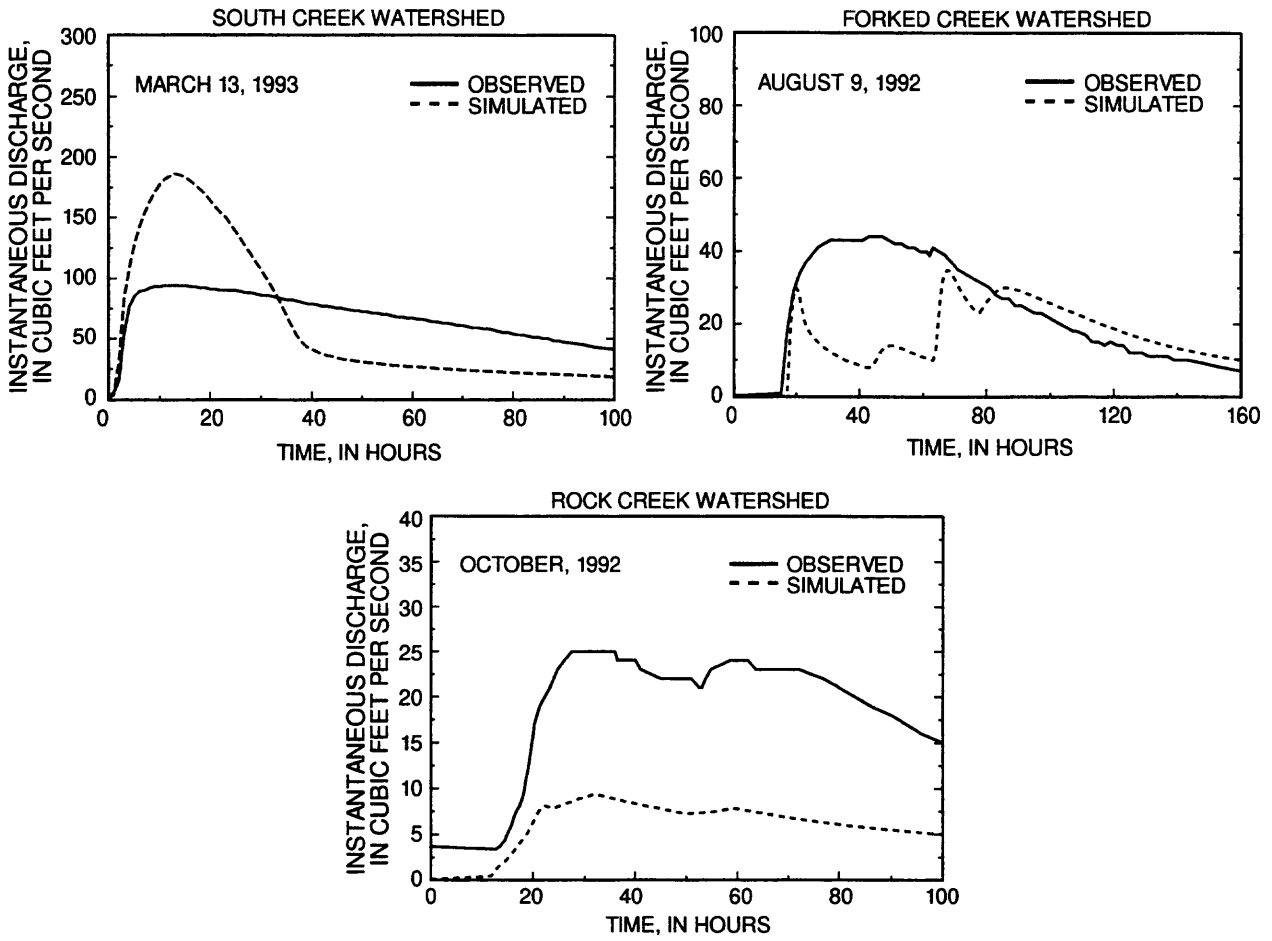 SOUTH CREEK WATERSHED
INSTANTANEOUS DISCHARGE,
IN CUBIC FEET PER SECOND
300
250
200
150
100
50
0
MARCH 13, 1993
OBSERVED
SIMULATED
0 20 40 60 80 100
TIME, IN HOURS
FORKED CREEK WATERSHED
INSTANTANEOUS DISCHARGE,
IN CUBIC FEET PER SECOND
100
80
60
40
20
0
AUGUST 9, 1992
OBSERVED
SIMULATED
0 40 80 120 160
TIME, IN HOURS
ROCK CREEK WATERSHED
INSTANTANEOUS DISCHARGE,
IN CUBIC FEET PER SECOND
40
35
30
25
20
15
10
5
0
OCTOBER, 1992
OBSERVED
SIMULATED
0 20 40 60 80 100
TIME, IN HOURS